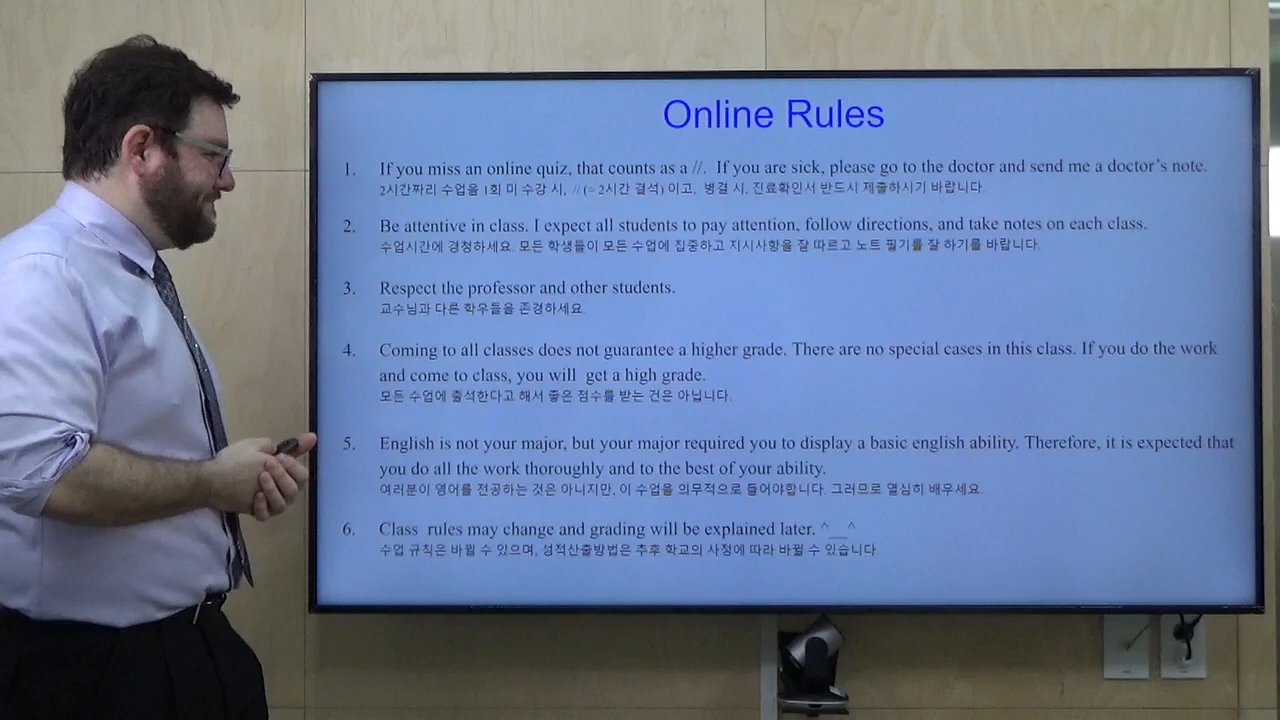 Online Rules
1. If you miss an online quiz, that counts as a //. If you are sick, please go to the doctor and send me a doctor's note.
2시간짜리 수업을 1회 미 수강 시, // (= 2시간 결석) 이고, 병결 시, 진료확인서 반드시 제출하시기 바랍니다.
2. Be attentive in class. I expect all students to pay attention, follow directions, and take notes on each class.
수업시간에 경청하세요. 모든 학생들이 모든 수업에 집중하고 지시사항을 잘 따르고 노트 필기를 잘 하기를 바랍니다.
3. Respect the professor and other students.
교수님과 다른 학우들을 존경하세요.
4. Coming to all classes does not guarantee a higher grade. There are no special cases in this class. If you do the work
and come to class, you will get a high grade.
모든 수업에 출석한다고 해서 좋은 점수를 받는 건은 아닙니다.
5. English is not your major, but your major required you to display a basic english ability. Therefore, it is expected that
you do all the work thoroughly and to the best of your ability.
여러분이 영어를 전공하는 것은 아니지만, 이 수업을 의무적으로 들어야합니다. 그러므로 열심히 배우세요.
6. Class rules may change and grading will be explained later. ^__^
수업 규칙은 바뀔 수 있으며, 성적산출방법은 추후 학교의 사정에 따라 바뀔 수 있습니다.